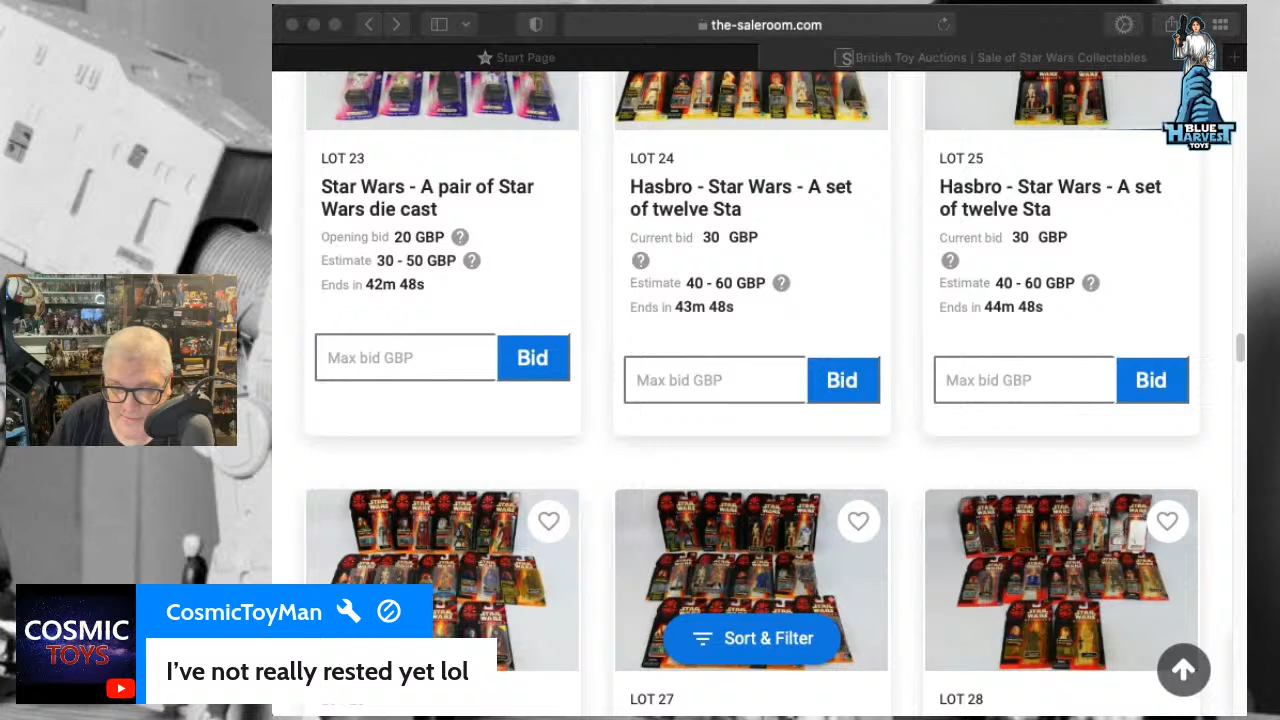 the-saleroom.com
Start Page
British Toy Auctions | Sale of Star Wars Collectables
BLUE
HARVEST
TOYS
LOT 23
Star Wars - A pair of Star
Wars die cast
Opening bid 20 GBP
Estimate 30 - 50 GBP
Ends in 42m 48s
Max bid GBP
Bid
LOT 24
Hasbro - Star Wars - A set
of twelve Sta
Current bid 30 GBP
Estimate 40 - 60 GBP
Ends in 43m 48s
Max bid GBP
Bid
LOT 25
Hasbro - Star Wars - A set
of twelve Sta
Current bid 30 GBP
Estimate 40 - 60 GBP
Ends in 44m 48s
Max bid GBP
Bid
Sort & Filter
LOT 27
LOT 28
COSMIC
TOYS
CosmicToyMan
I've not really rested yet lol